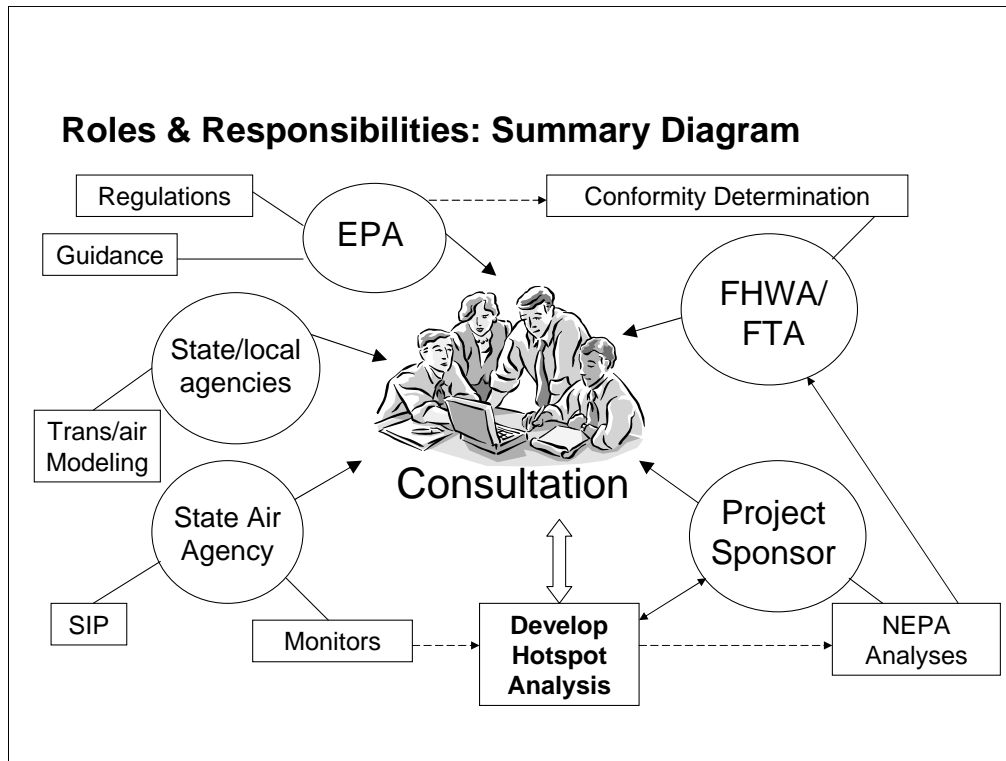 Roles & Responsibilities: Summary Diagram
Regulations
Conformity Determination
EPA
Guidance
FHWA/
FTA
State/local
agencies
Trans/air
Modeling
Consultation
State Air
Agency
Project
Sponsor
SIP
Monitors
Develop
Hotspot
Analysis
NEPA
Analyses